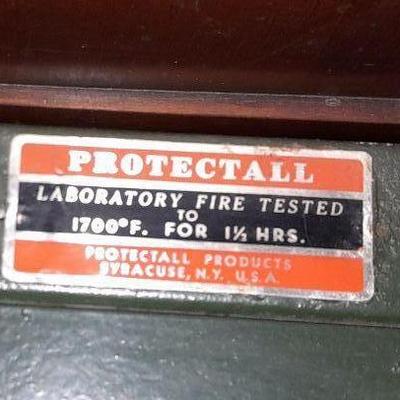 PROTECTALL
LABORATORY FIRE TESTED
TO
1700°F. FOR 1½ HRS.
PROTECTALL PRODUCTS
SYRACUSE, N.Y. U.S.A.